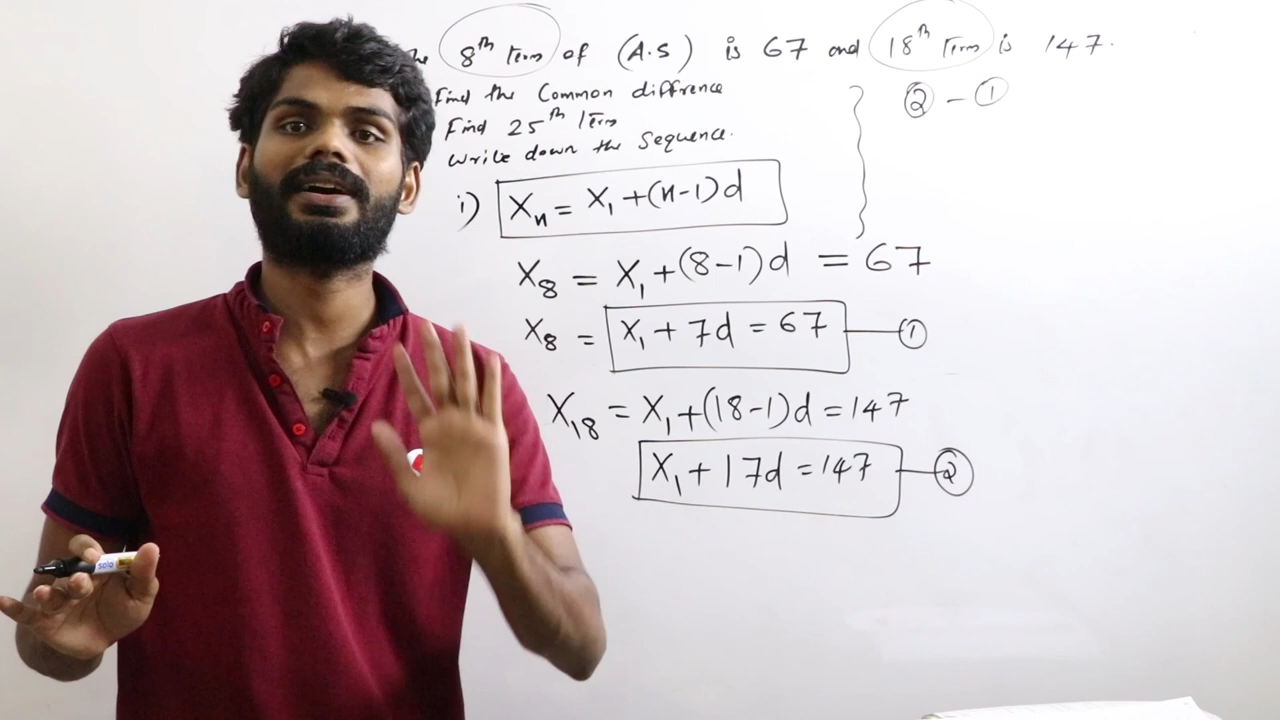 he 8th Term of (A.S) is 67 and 18th Term is 147.
Find the Common diffrence
Find 25th Term
Write down the Sequence.
② - ①
i) Xn = X1 + (n-1)d
X8 = X1 + (8-1)d = 67
X8 = X1 + 7d = 67 ①
X18 = X1 + (18-1)d = 147
X1 + 17d = 147 ②
solo